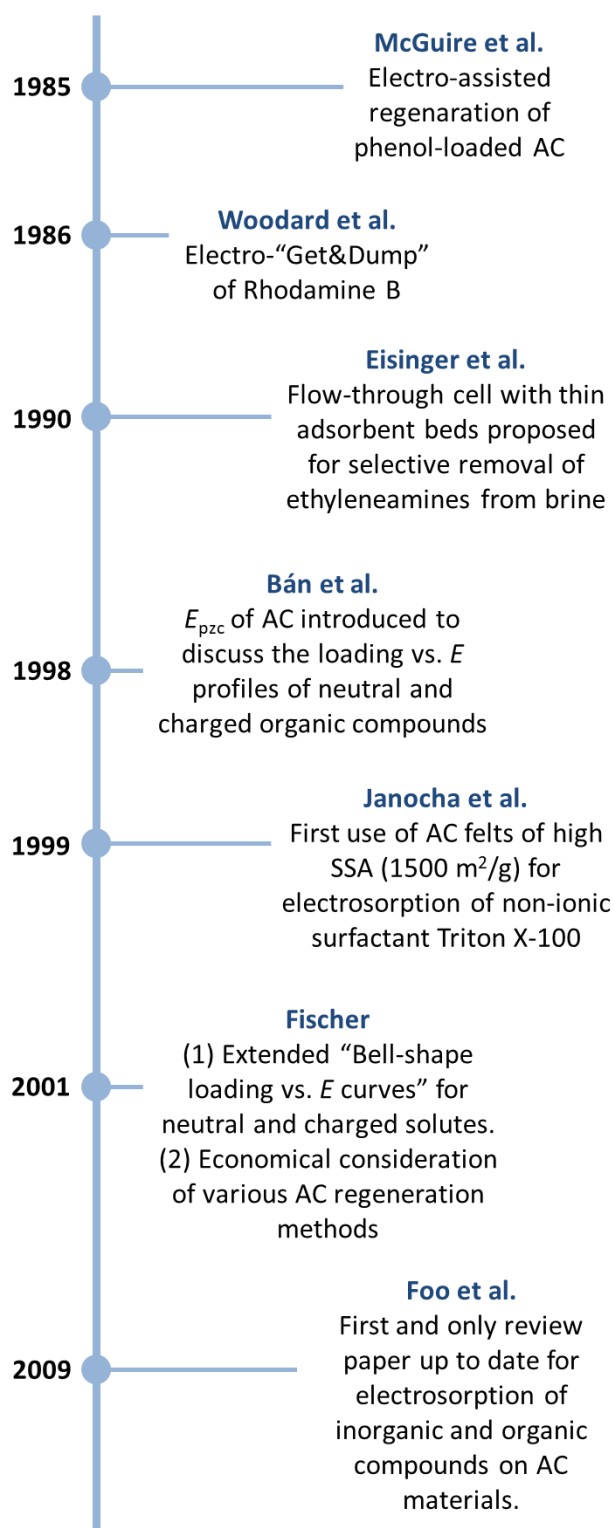 1985
McGuire et al.
Electro-assisted
regenaration of
phenol-loaded AC
1986
Woodard et al.
Electro-“Get&Dump”
of Rhodamine B
1990
Eisinger et al.
Flow-through cell with thin
adsorbent beds proposed
for selective removal of
ethyleneamines from brine
1998
Bán et al.
Epzc of AC introduced to
discuss the loading vs. E
profiles of neutral and
charged organic compounds
1999
Janocha et al.
First use of AC felts of high
SSA (1500 m²/g) for
electrosorption of non-ionic
surfactant Triton X-100
2001
Fischer
(1) Extended “Bell-shape
loading vs. E curves” for
neutral and charged solutes.
(2) Economical consideration
of various AC regeneration
methods
2009
Foo et al.
First and only review
paper up to date for
electrosorption of
inorganic and organic
compounds on AC
materials.